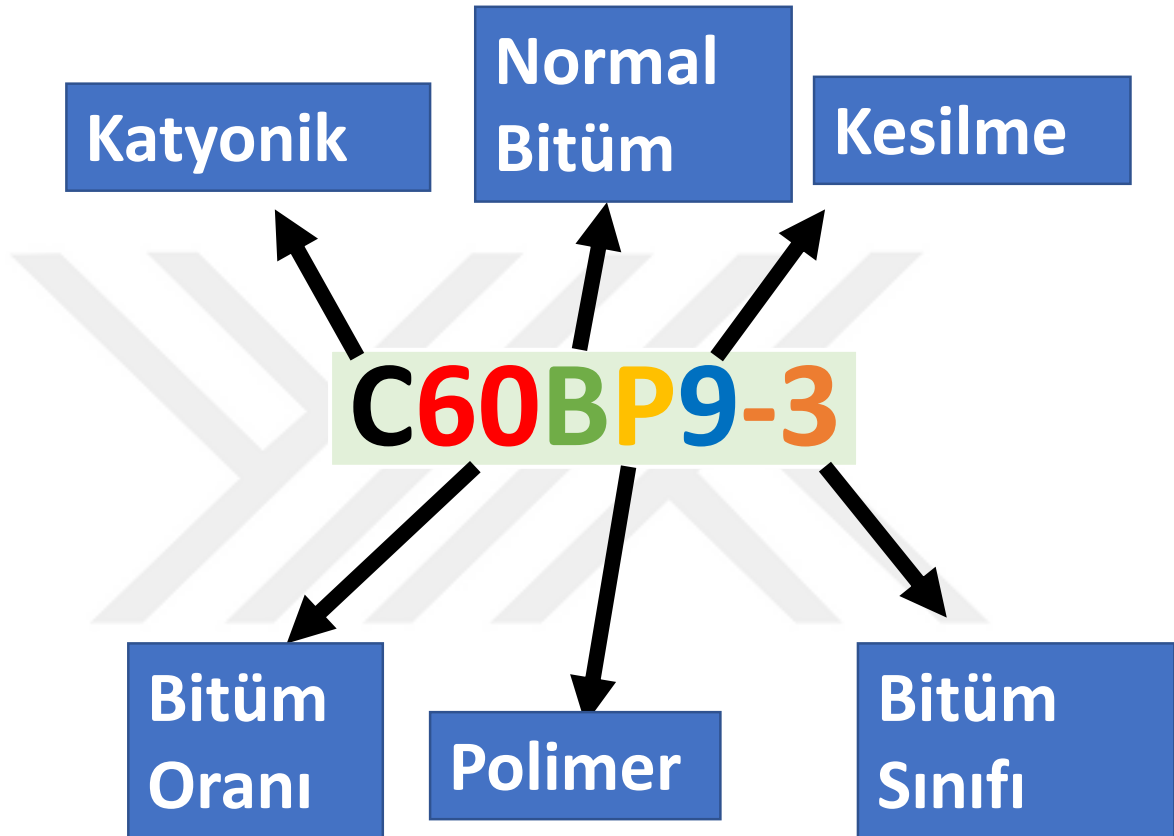 Katyonik
Normal
Bitüm
Kesilme
C60BP9-3
Bitüm
Oranı
Polimer
Bitüm
Sınıfı